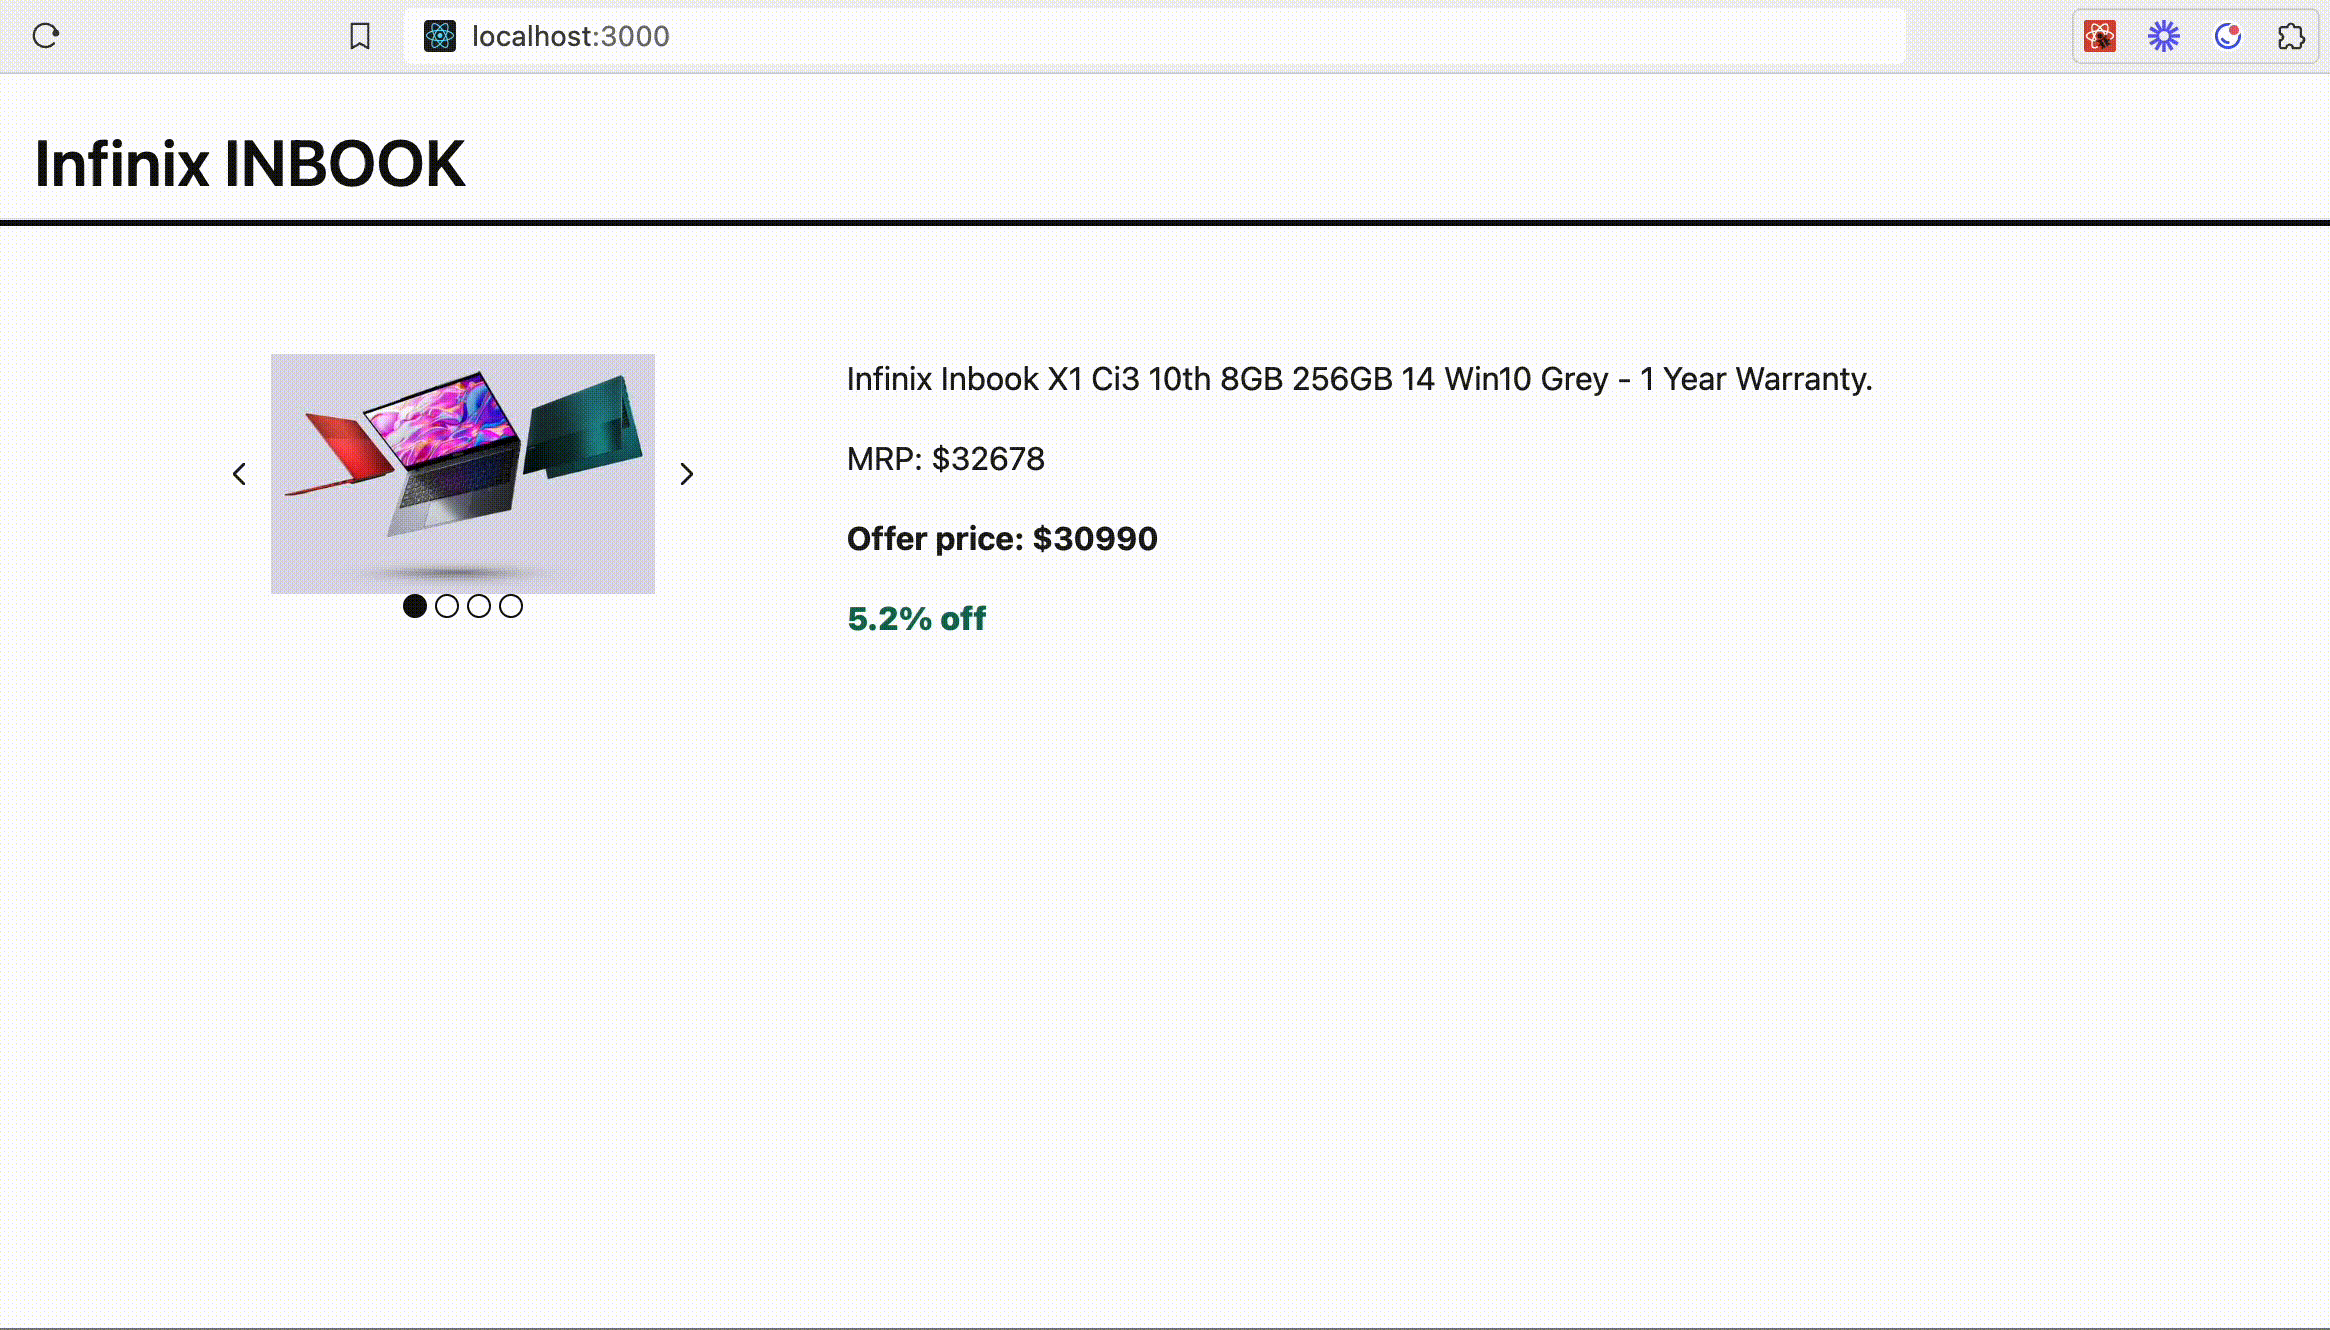 localhost:3000
Infinix INBOOK
Infinix Inbook X1 Ci3 10th 8GB 256GB 14 Win10 Grey - 1 Year Warranty.
MRP: $32678
Offer price: $30990
5.2% off